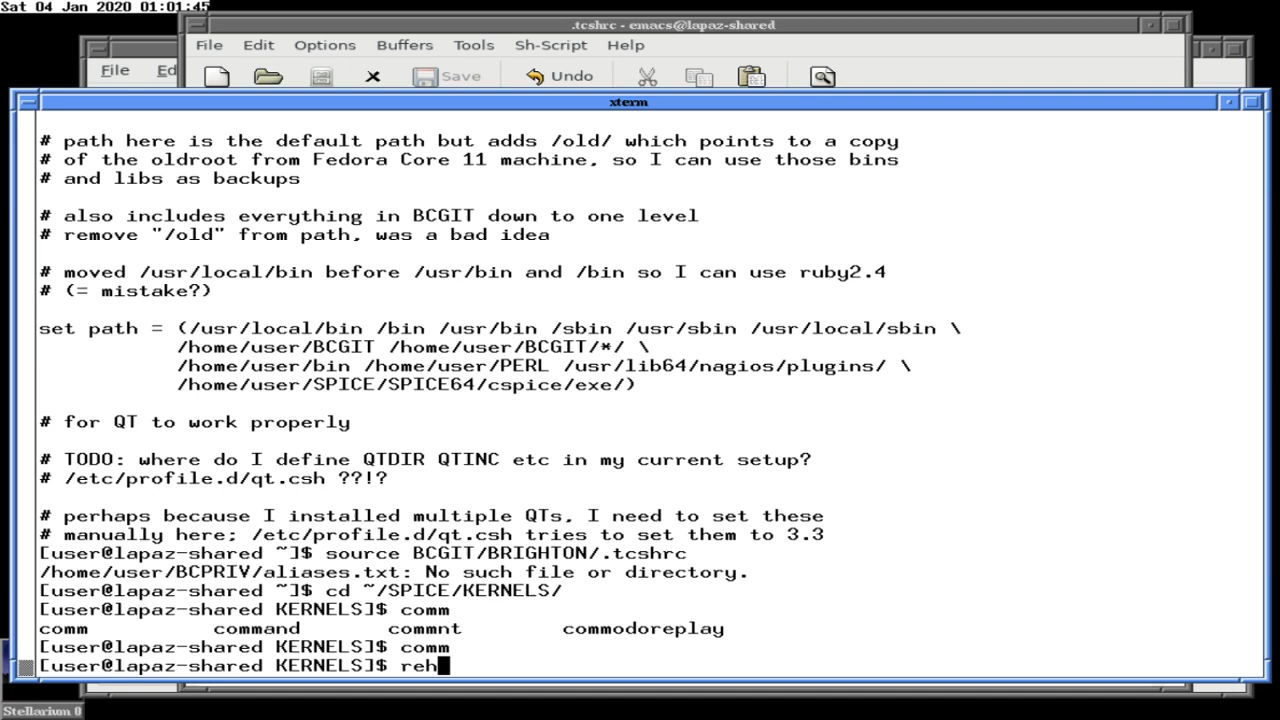 Sat 04 Jan 2020 01:01:45
.tcshrc - emacs@lapaz-shared
File Edit Options Buffers Tools Sh-Script Help
File Ed
Save Undo
xterm
# path here is the default path but adds /old/ which points to a copy
# of the oldroot from Fedora Core 11 machine, so I can use those bins
# and libs as backups
# also includes everything in BCGIT down to one level
# remove "/old" from path, was a bad idea
# moved /usr/local/bin before /usr/bin and /bin so I can use ruby2.4
# (= mistake?)
set path = (/usr/local/bin /bin /usr/bin /sbin /usr/sbin /usr/local/sbin \
/home/user/BCGIT /home/user/BCGIT/*/ \
/home/user/bin /home/user/PERL /usr/lib64/nagios/plugins/ \
/home/user/SPICE/SPICE64/cspice/exe/)
# for QT to work properly
# TODO: where do I define QTDIR QTINC etc in my current setup?
# /etc/profile.d/qt.csh ??!?
# perhaps because I installed multiple QTs, I need to set these
# manually here; /etc/profile.d/qt.csh tries to set them to 3.3
[user@lapaz-shared ~]$ source BCGIT/BRIGHTON/.tcshrc
/home/user/BCPRIV/aliases.txt: No such file or directory.
[user@lapaz-shared ~]$ cd ~/SPICE/KERNELS/
[user@lapaz-shared KERNELS]$ comm
comm command commnt commodoreplay
[user@lapaz-shared KERNELS]$ comm
[user@lapaz-shared KERNELS]$ reh
Stellarium 0